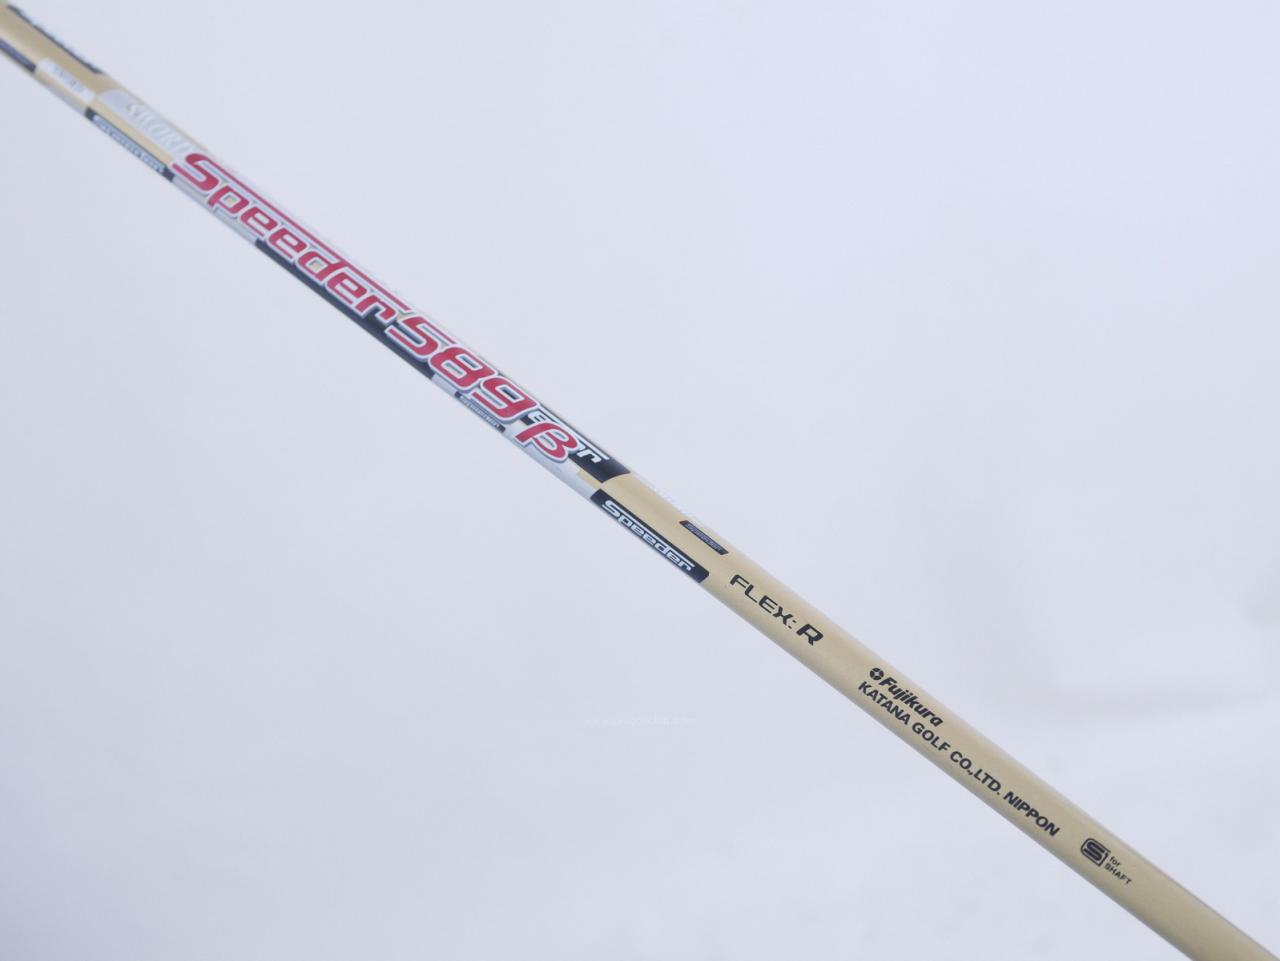 SWORD
Speeder 589 β
Speeder
FLEX: R
Fujikura
KATANA GOLF CO.,LTD. NIPPON
S for SHAFT